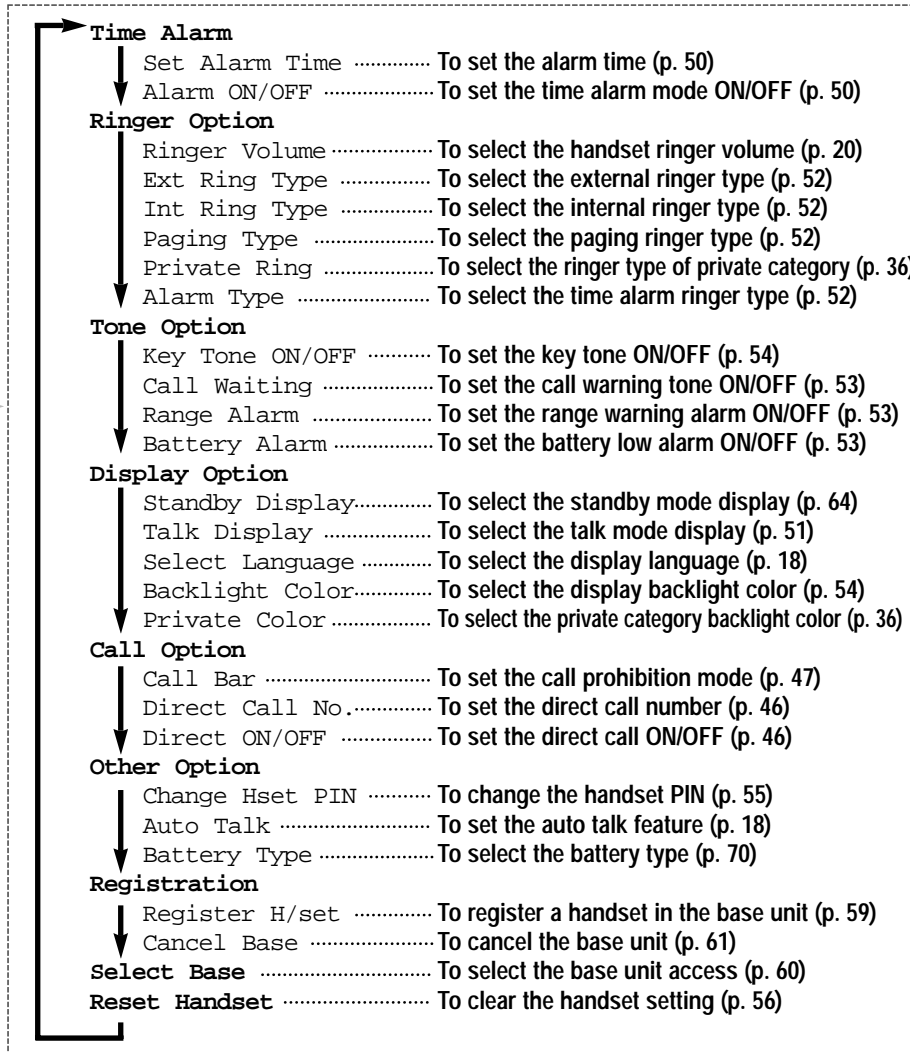 Time Alarm
Set Alarm Time ·············· To set the alarm time (p. 50)
Alarm ON/OFF ···················· To set the time alarm mode ON/OFF (p. 50)
Ringer Option
Ringer Volume ·················· To select the handset ringer volume (p. 20)
Ext Ring Type ················ To select the external ringer type (p. 52)
Int Ring Type ················ To select the internal ringer type (p. 52)
Paging Type ····················· To select the paging ringer type (p. 52)
Private Ring ···················· To select the ringer type of private category (p. 36)
Alarm Type ························ To select the time alarm ringer type (p. 52)
Tone Option
Key Tone ON/OFF ··········· To set the key tone ON/OFF (p. 54)
Call Waiting ···················· To set the call warning tone ON/OFF (p. 53)
Range Alarm ····················· To set the range warning alarm ON/OFF (p. 53)
Battery Alarm ·················· To set the battery low alarm ON/OFF (p. 53)
Display Option
Standby Display·············· To select the standby mode display (p. 64)
Talk Display ···················· To select the talk mode display (p. 51)
Select Language ············· To select the display language (p. 18)
Backlight Color·············· To select the display backlight color (p. 54)
Private Color ·················· To select the private category backlight color (p. 36)
Call Option
Call Bar ······························ To set the call prohibition mode (p. 47)
Direct Call No.·············· To set the direct call number (p. 46)
Direct ON/OFF ················· To set the direct call ON/OFF (p. 46)
Other Option
Change Hset PIN ··········· To change the handset PIN (p. 55)
Auto Talk ··························· To set the auto talk feature (p. 18)
Battery Type ····················· To select the battery type (p. 70)
Registration
Register H/set ·············· To register a handset in the base unit (p. 59)
Cancel Base ······················· To cancel the base unit (p. 61)
Select Base ································· To select the base unit access (p. 60)
Reset Handset ··························· To clear the handset setting (p. 56)